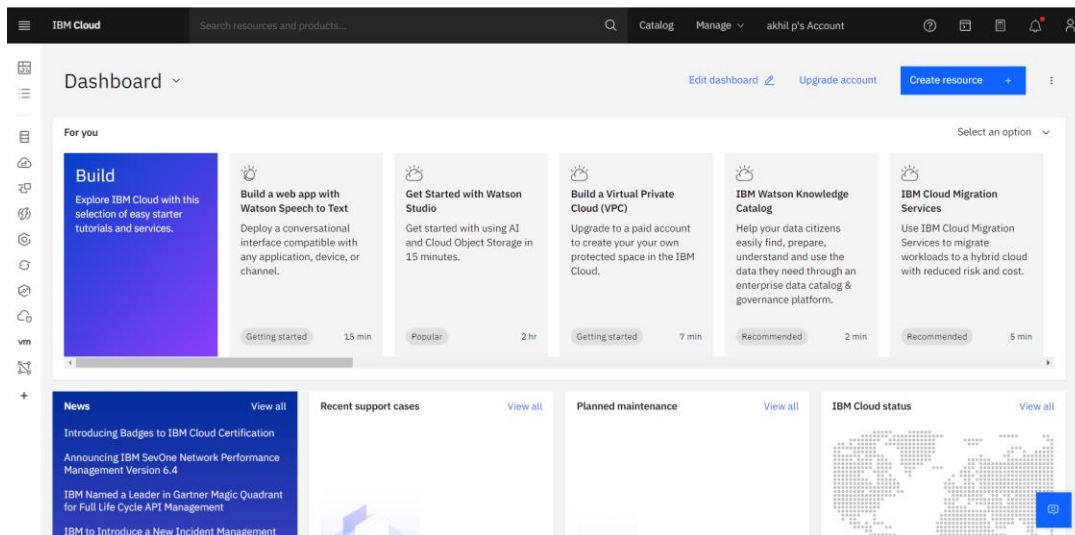 IBM Cloud
Search resources and products...
Catalog
Manage
akhil p's Account
Dashboard
Edit dashboard
Upgrade account
Create resource +
For you
Select an option
Build
Explore IBM Cloud with this
selection of easy starter
tutorials and services.
Build a web app with
Watson Speech to Text
Deploy a conversational
interface compatible with
any application, device, or
channel.
Getting started
15 min
Get Started with Watson
Studio
Get started with using AI
and Cloud Object Storage in
15 minutes.
Popular
2 hr
Build a Virtual Private
Cloud (VPC)
Upgrade to a paid account
to create your your own
protected space in the IBM
Cloud.
Getting started
7 min
IBM Watson Knowledge
Catalog
Help your data citizens
easily find, prepare,
understand and use the
data they need through an
enterprise data catalog &
governance platform.
Recommended
2 min
IBM Cloud Migration
Services
Use IBM Cloud Migration
Services to migrate
workloads to a hybrid cloud
with reduced risk and cost.
Recommended
5 min
vm
News
View all
Introducing Badges to IBM Cloud Certification
Announcing IBM SevOne Network Performance
Management Version 6.4
IBM Named a Leader in Gartner Magic Quadrant
for Full Life Cycle API Management
IBM to Introduce a New Incident Management
Recent support cases
View all
Planned maintenance
View all
IBM Cloud status
View all